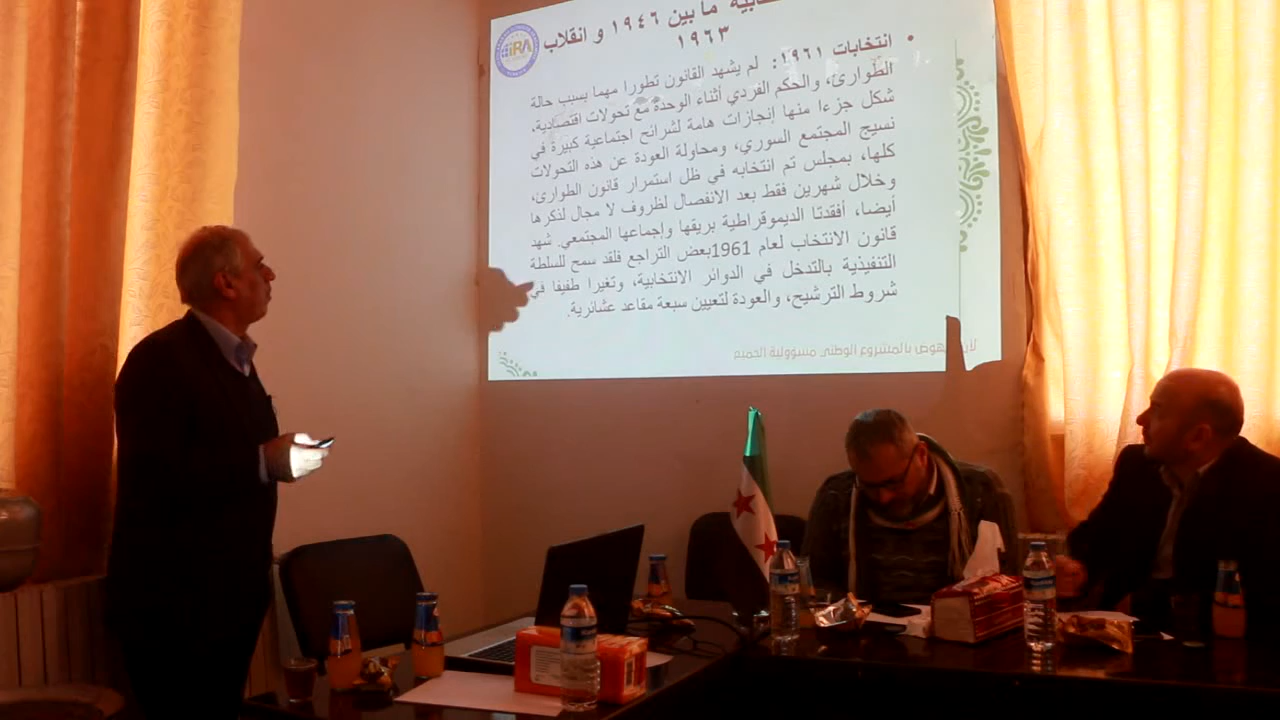 ما بين ١٩٤٦ و انقلاب
١٩٦٣
iRA
• انتخابات ١٩٦١: لم يشهد القانون تطورا مهما بسبب حالة
الطوارئ، والحكم الفردي أثناء الوحدة مع تحولات اقتصادية،
شكل جزءا منها إنجازات هامة لشرائح اجتماعية كبيرة في
نسيج المجتمع السوري، ومحاولة العودة عن هذه التحولات
كلها، بمجلس تم انتخابه في ظل استمرار قانون الطوارئ،
وخلال شهرين فقط بعد الانفصال لظروف لا مجال لذكرها
أيضا، أفقدتا الديموقراطية بريقها وإجماعها المجتمعي. شهد
قانون الانتخاب لعام 1961بعض التراجع فلقد سمح للسلطة
التنفيذية بالتدخل في الدوائر الانتخابية، وتغيرا طفيفا في
شروط الترشيح، والعودة لتعيين سبعة مقاعد عشائرية.
بالمشروع الوطني مسؤولية الجميع